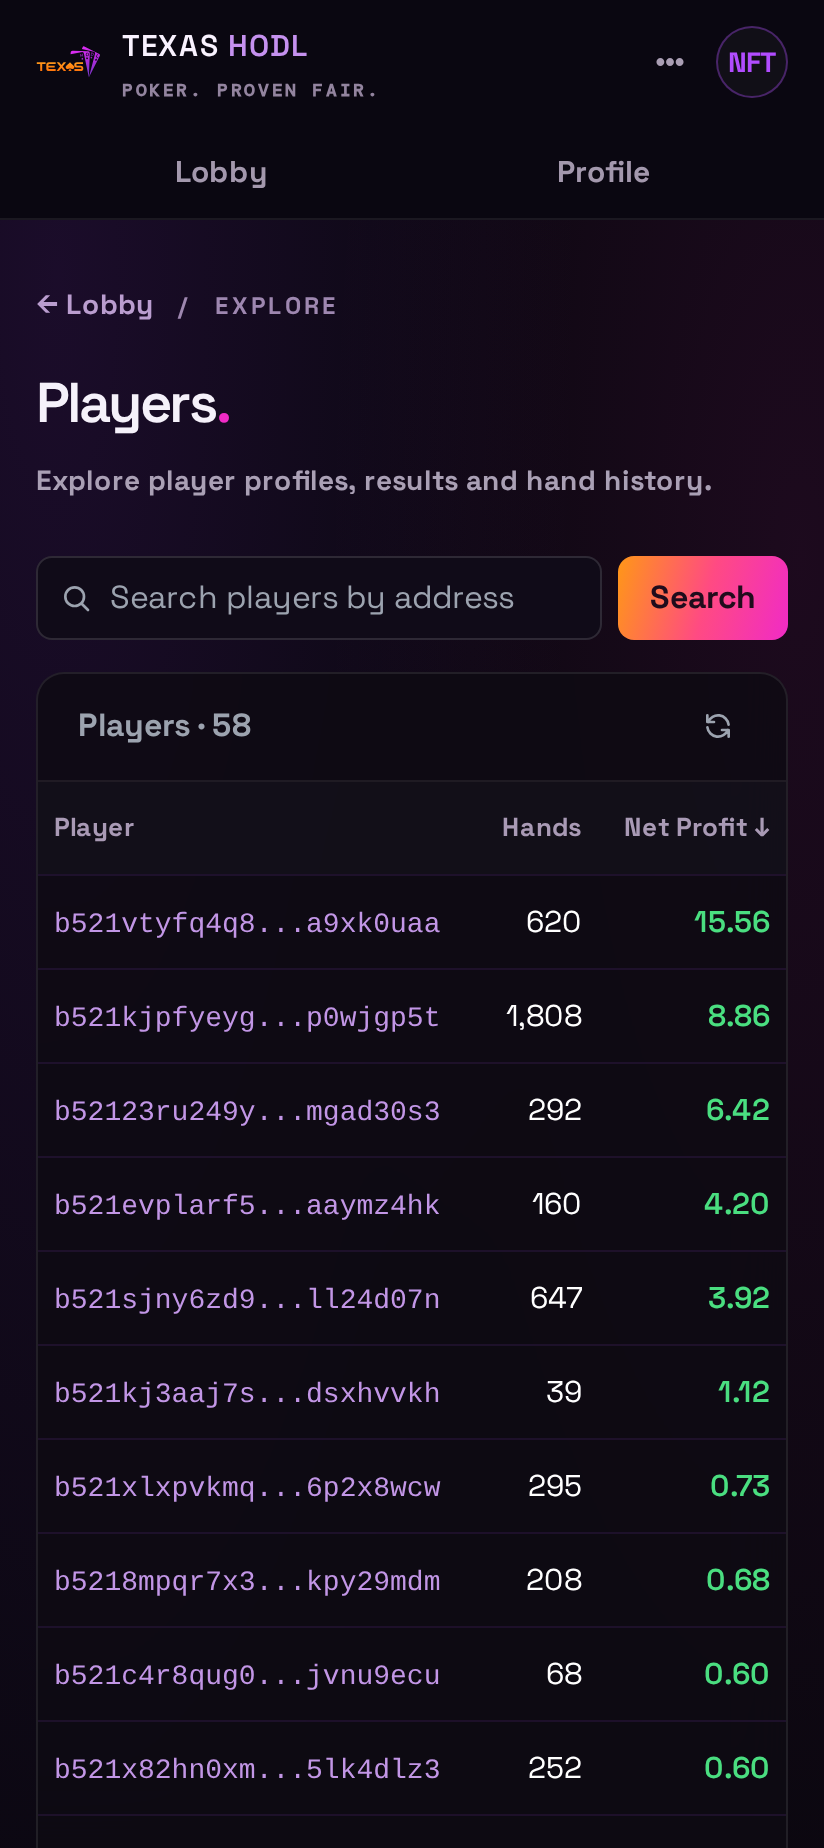 TEXAS
TEXAS HODL
POKER. PROVEN FAIR.
•••
NFT
Lobby Profile
← Lobby / EXPLORE
Players.
Explore player profiles, results and hand history.
Search players by address
Search
Players · 58
Player Hands Net Profit ↓
b521vtyfq4q8...a9xk0uaa 620 15.56
b521kjpfyeyg...p0wjgp5t 1,808 8.86
b52123ru249y...mgad30s3 292 6.42
b521evplarf5...aaymz4hk 160 4.20
b521sjny6zd9...ll24d07n 647 3.92
b521kj3aaj7s...dsxhvvkh 39 1.12
b521xlxpvkmq...6p2x8wcw 295 0.73
b5218mpqr7x3...kpy29mdm 208 0.68
b521c4r8qug0...jvnu9ecu 68 0.60
b521x82hn0xm...5lk4dlz3 252 0.60